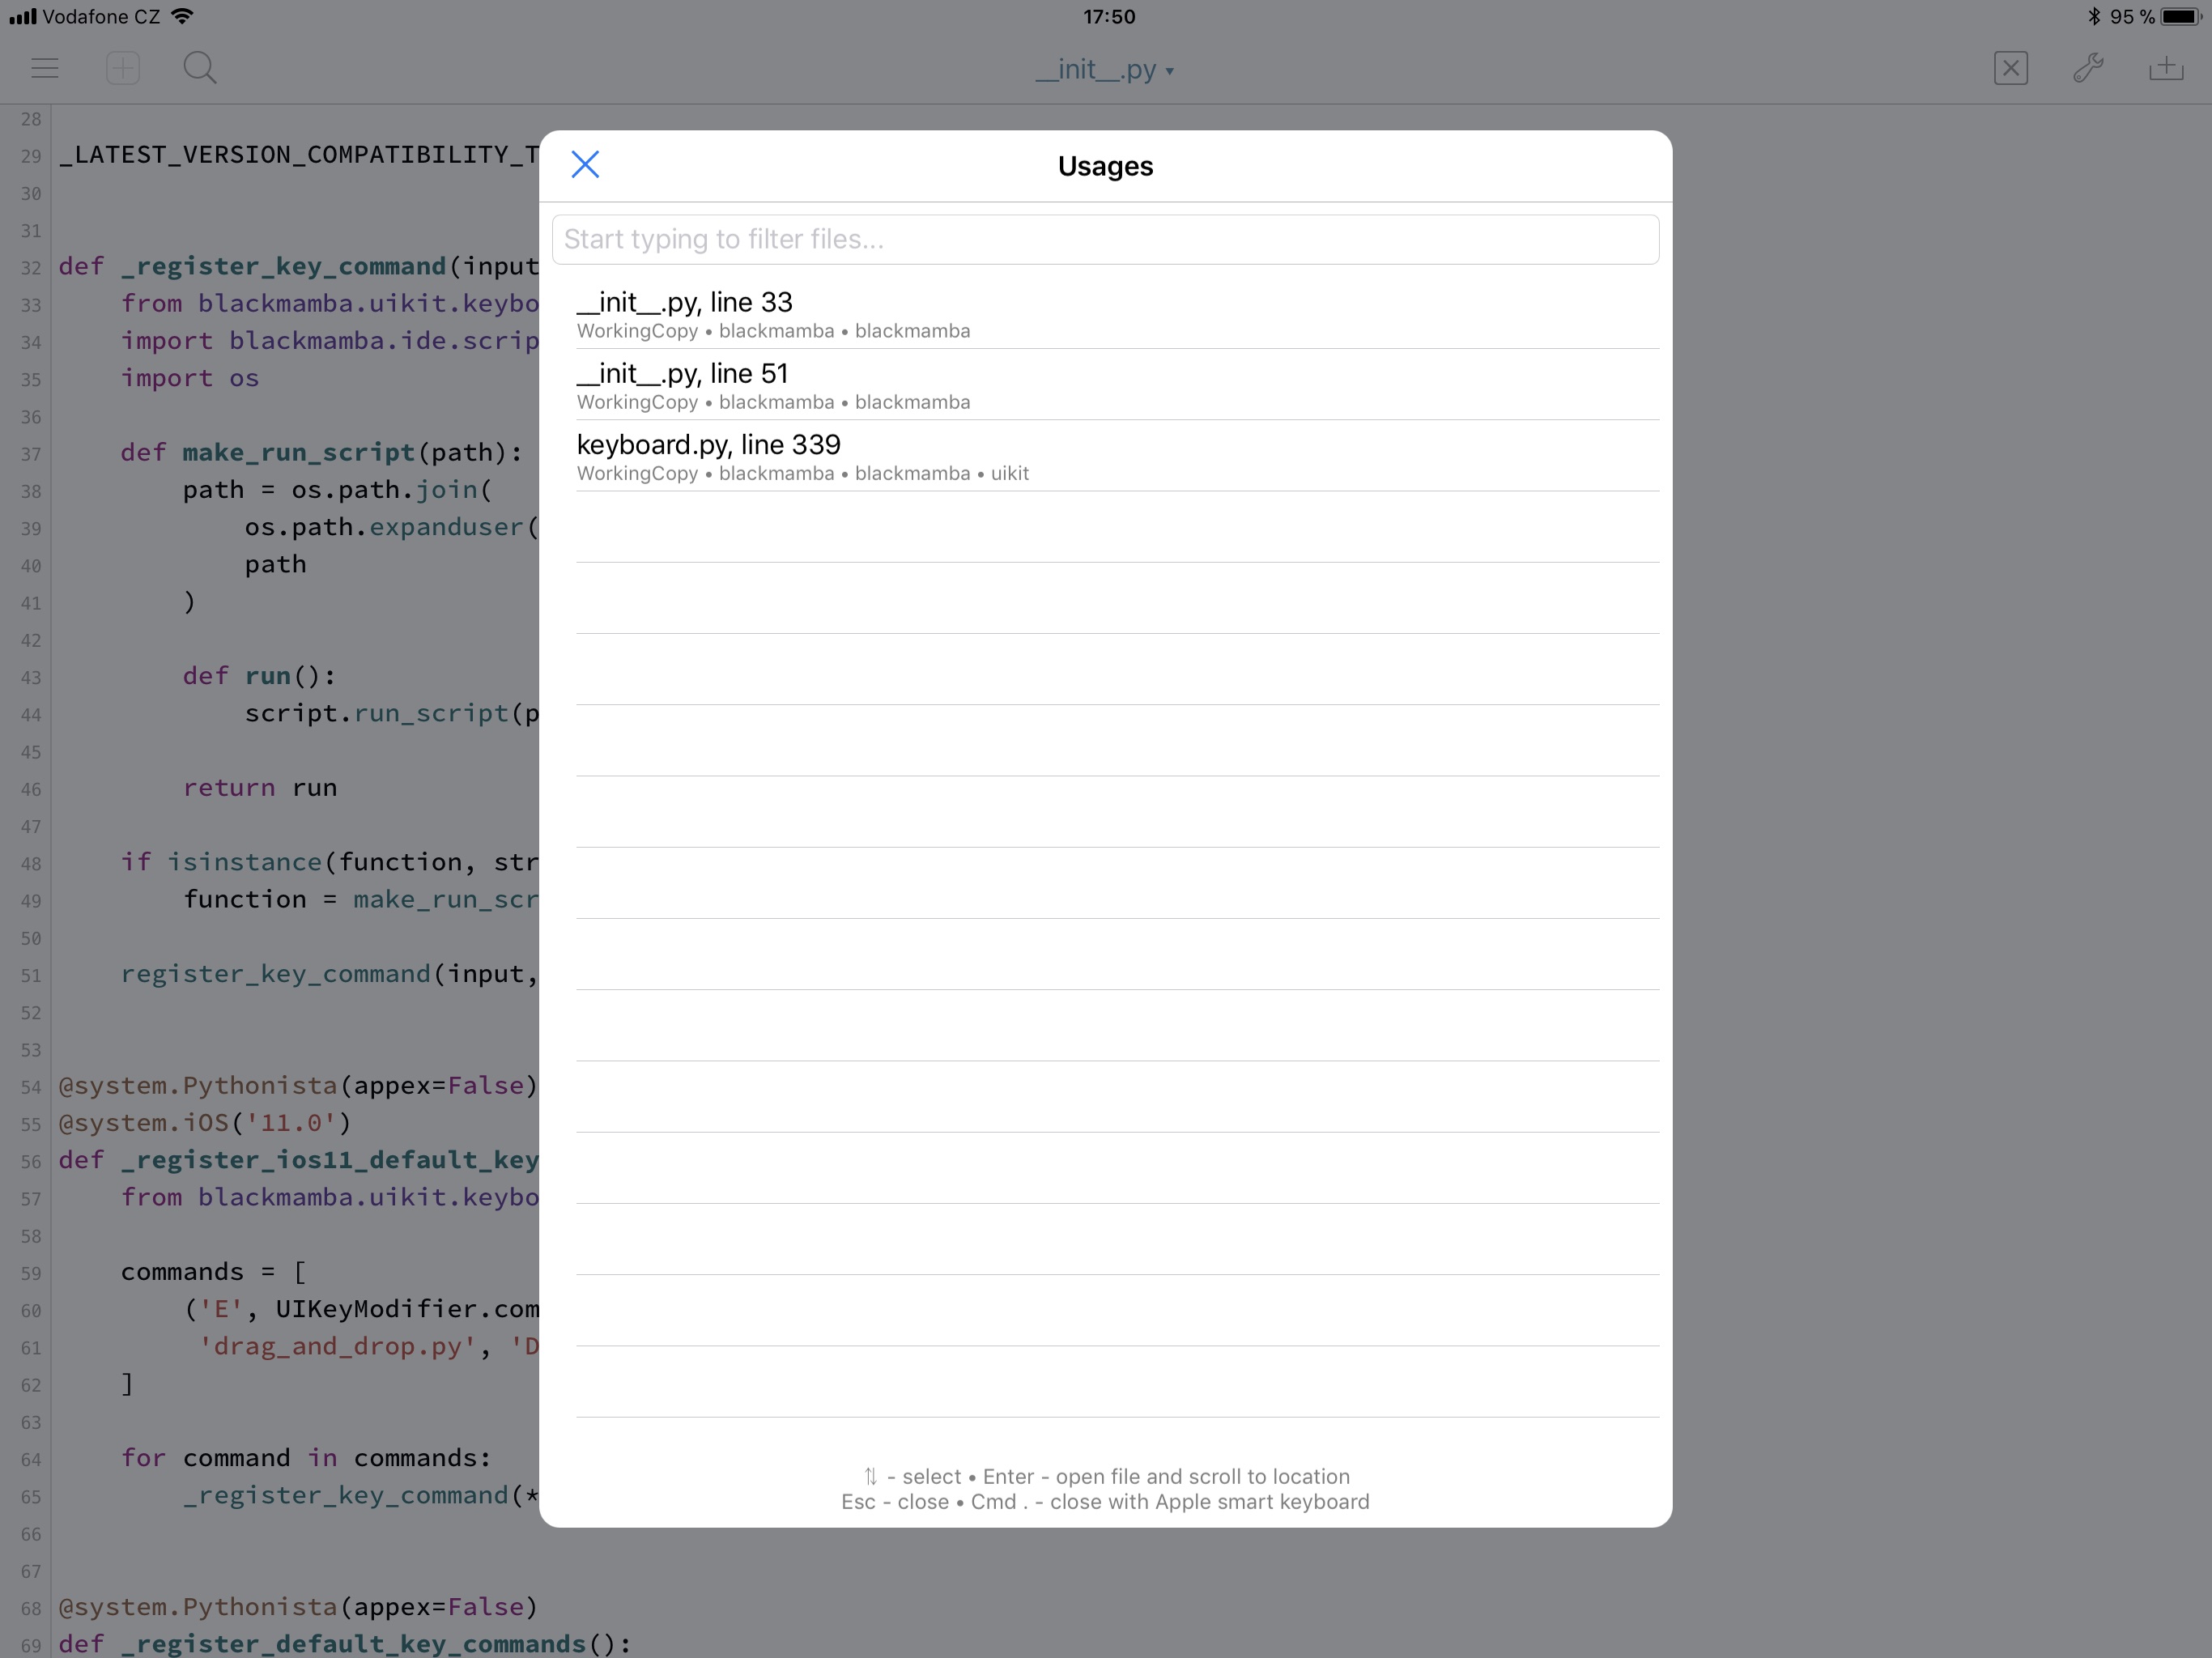 Vodafone CZ
17:50
95 %
__init__.py ▾
28
29 _LATEST_VERSION_COMPATIBILITY_T
30
31
32 def _register_key_command(input
33     from blackmamba.uikit.keybo
34     import blackmamba.ide.scrip
35     import os
36
37     def make_run_script(path):
38         path = os.path.join(
39             os.path.expanduser(
40             path
41         )
42
43         def run():
44             script.run_script(p
45
46         return run
47
48     if isinstance(function, str
49         function = make_run_scr
50
51     register_key_command(input,
52
53
54 @system.Pythonista(appex=False)
55 @system.iOS('11.0')
56 def _register_ios11_default_key
57     from blackmamba.uikit.keybo
58
59     commands = [
60         ('E', UIKeyModifier.com
61          'drag_and_drop.py', 'D
62     ]
63
64     for command in commands:
65         _register_key_command(*
66
67
68 @system.Pythonista(appex=False)
69 def _register_default_key_commands():
Usages
Start typing to filter files...
__init__.py, line 33
WorkingCopy • blackmamba • blackmamba
__init__.py, line 51
WorkingCopy • blackmamba • blackmamba
keyboard.py, line 339
WorkingCopy • blackmamba • blackmamba • uikit
⇅ - select • Enter - open file and scroll to location
Esc - close • Cmd . - close with Apple smart keyboard